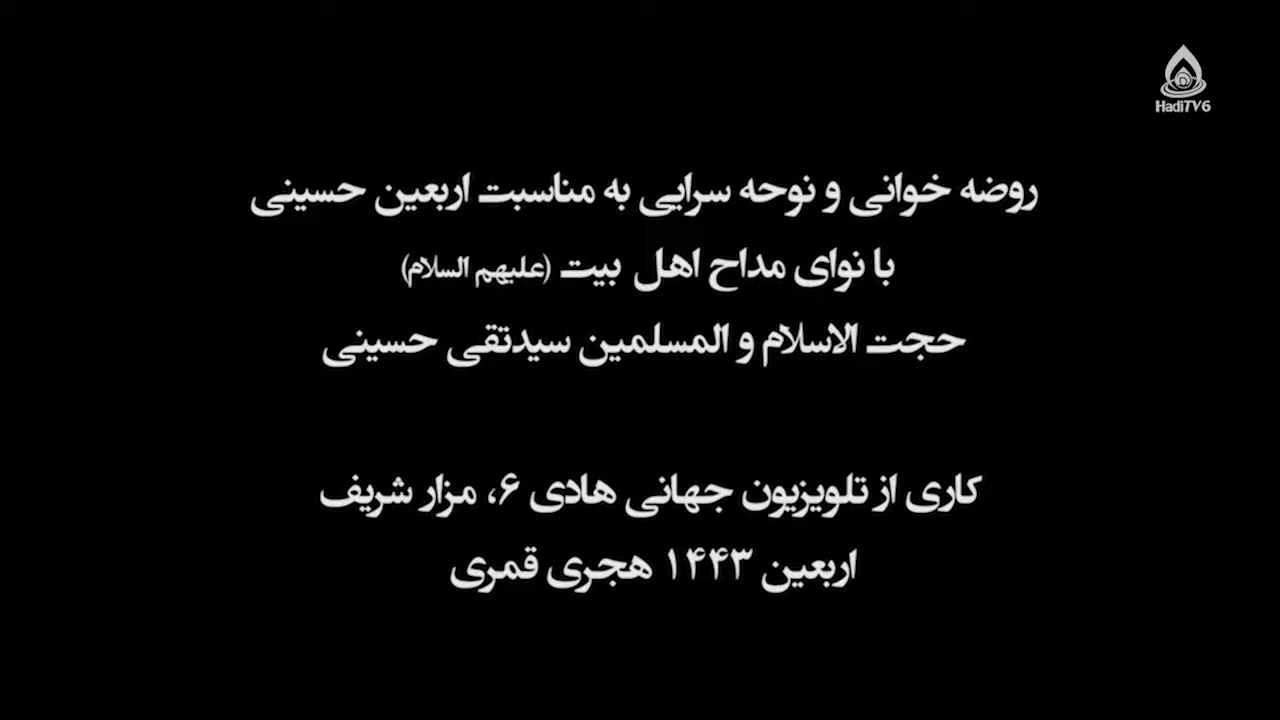 HadiTV6
روضه خوانی و نوحه سرایی به مناسبت اربعین حسینی
با نوای مداح اهل بیت (علیهم السلام)
حجت الاسلام و المسلمین سیدتقی حسینی
کاری از تلویزیون جهانی هادی ۶، مزار شریف
اربعین ۱۴۴۳ هجری قمری